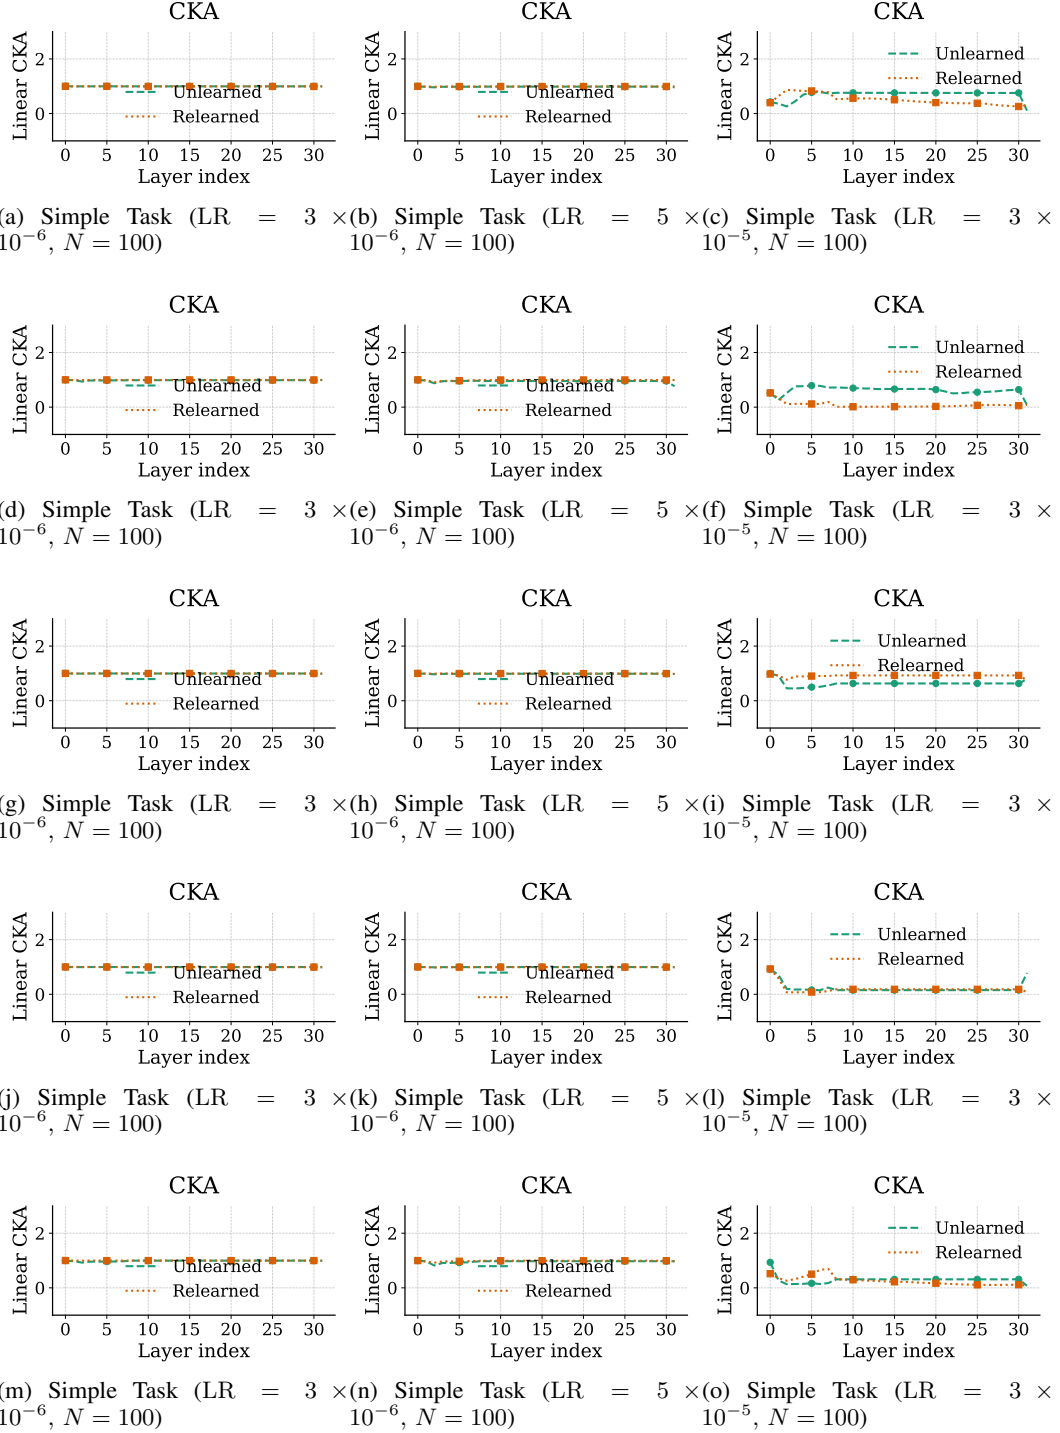 CKA
Linear CKA
2
0
Unlearned
Relearned
0 5 10 15 20 25 30
Layer index
(a) Simple Task (LR = 3 ×
10⁻⁶, N = 100)
CKA
Linear CKA
2
0
Unlearned
Relearned
0 5 10 15 20 25 30
Layer index
(b) Simple Task (LR = 5 ×
10⁻⁶, N = 100)
CKA
Linear CKA
2
0
Unlearned
Relearned
0 5 10 15 20 25 30
Layer index
(c) Simple Task (LR = 3 ×
10⁻⁵, N = 100)
CKA
Linear CKA
2
0
Unlearned
Relearned
0 5 10 15 20 25 30
Layer index
(d) Simple Task (LR = 3 ×
10⁻⁶, N = 100)
CKA
Linear CKA
2
0
Unlearned
Relearned
0 5 10 15 20 25 30
Layer index
(e) Simple Task (LR = 5 ×
10⁻⁶, N = 100)
CKA
Linear CKA
2
0
Unlearned
Relearned
0 5 10 15 20 25 30
Layer index
(f) Simple Task (LR = 3 ×
10⁻⁵, N = 100)
CKA
Linear CKA
2
0
Unlearned
Relearned
0 5 10 15 20 25 30
Layer index
(g) Simple Task (LR = 3 ×
10⁻⁶, N = 100)
CKA
Linear CKA
2
0
Unlearned
Relearned
0 5 10 15 20 25 30
Layer index
(h) Simple Task (LR = 5 ×
10⁻⁶, N = 100)
CKA
Linear CKA
2
0
Unlearned
Relearned
0 5 10 15 20 25 30
Layer index
(i) Simple Task (LR = 3 ×
10⁻⁵, N = 100)
CKA
Linear CKA
2
0
Unlearned
Relearned
0 5 10 15 20 25 30
Layer index
(j) Simple Task (LR = 3 ×
10⁻⁶, N = 100)
CKA
Linear CKA
2
0
Unlearned
Relearned
0 5 10 15 20 25 30
Layer index
(k) Simple Task (LR = 5 ×
10⁻⁶, N = 100)
CKA
Linear CKA
2
0
Unlearned
Relearned
0 5 10 15 20 25 30
Layer index
(l) Simple Task (LR = 3 ×
10⁻⁵, N = 100)
CKA
Linear CKA
2
0
Unlearned
Relearned
0 5 10 15 20 25 30
Layer index
(m) Simple Task (LR = 3 ×
10⁻⁶, N = 100)
CKA
Linear CKA
2
0
Unlearned
Relearned
0 5 10 15 20 25 30
Layer index
(n) Simple Task (LR = 5 ×
10⁻⁶, N = 100)
CKA
Linear CKA
2
0
Unlearned
Relearned
0 5 10 15 20 25 30
Layer index
(o) Simple Task (LR = 3 ×
10⁻⁵, N = 100)